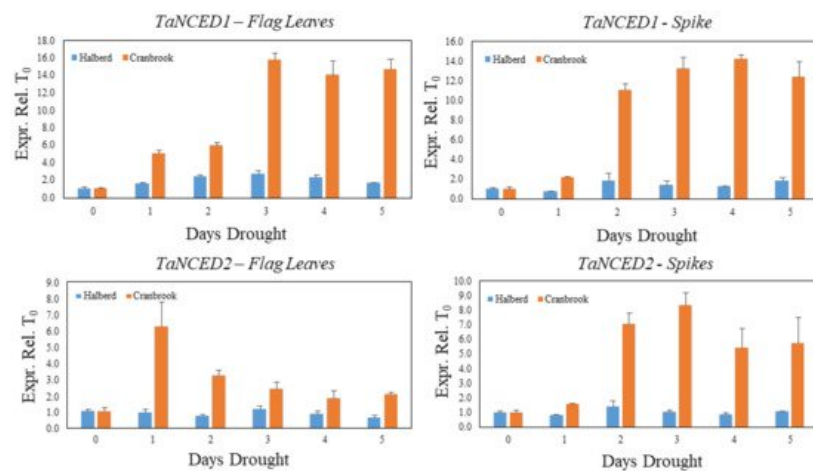 TaNCED1 – Flag Leaves
18.0
16.0
14.0
12.0
10.0
8.0
6.0
4.0
2.0
0.0
Expr. Rel. T0
Halberd Cranbrook
0 1 2 3 4 5
Days Drought
TaNCED1 - Spike
16.0
14.0
12.0
10.0
8.0
6.0
4.0
2.0
0.0
Expr. Rel. T0
Halberd Cranbrook
0 1 2 3 4 5
Days Drought
TaNCED2 – Flag Leaves
9.0
8.0
7.0
6.0
5.0
4.0
3.0
2.0
1.0
0.0
Expr. Rel. T0
Halberd Cranbrook
0 1 2 3 4 5
Days Drought
TaNCED2 - Spikes
10.0
9.0
8.0
7.0
6.0
5.0
4.0
3.0
2.0
1.0
0.0
Expr. Rel. T0
Halberd Cranbrook
0 1 2 3 4 5
Days Drought